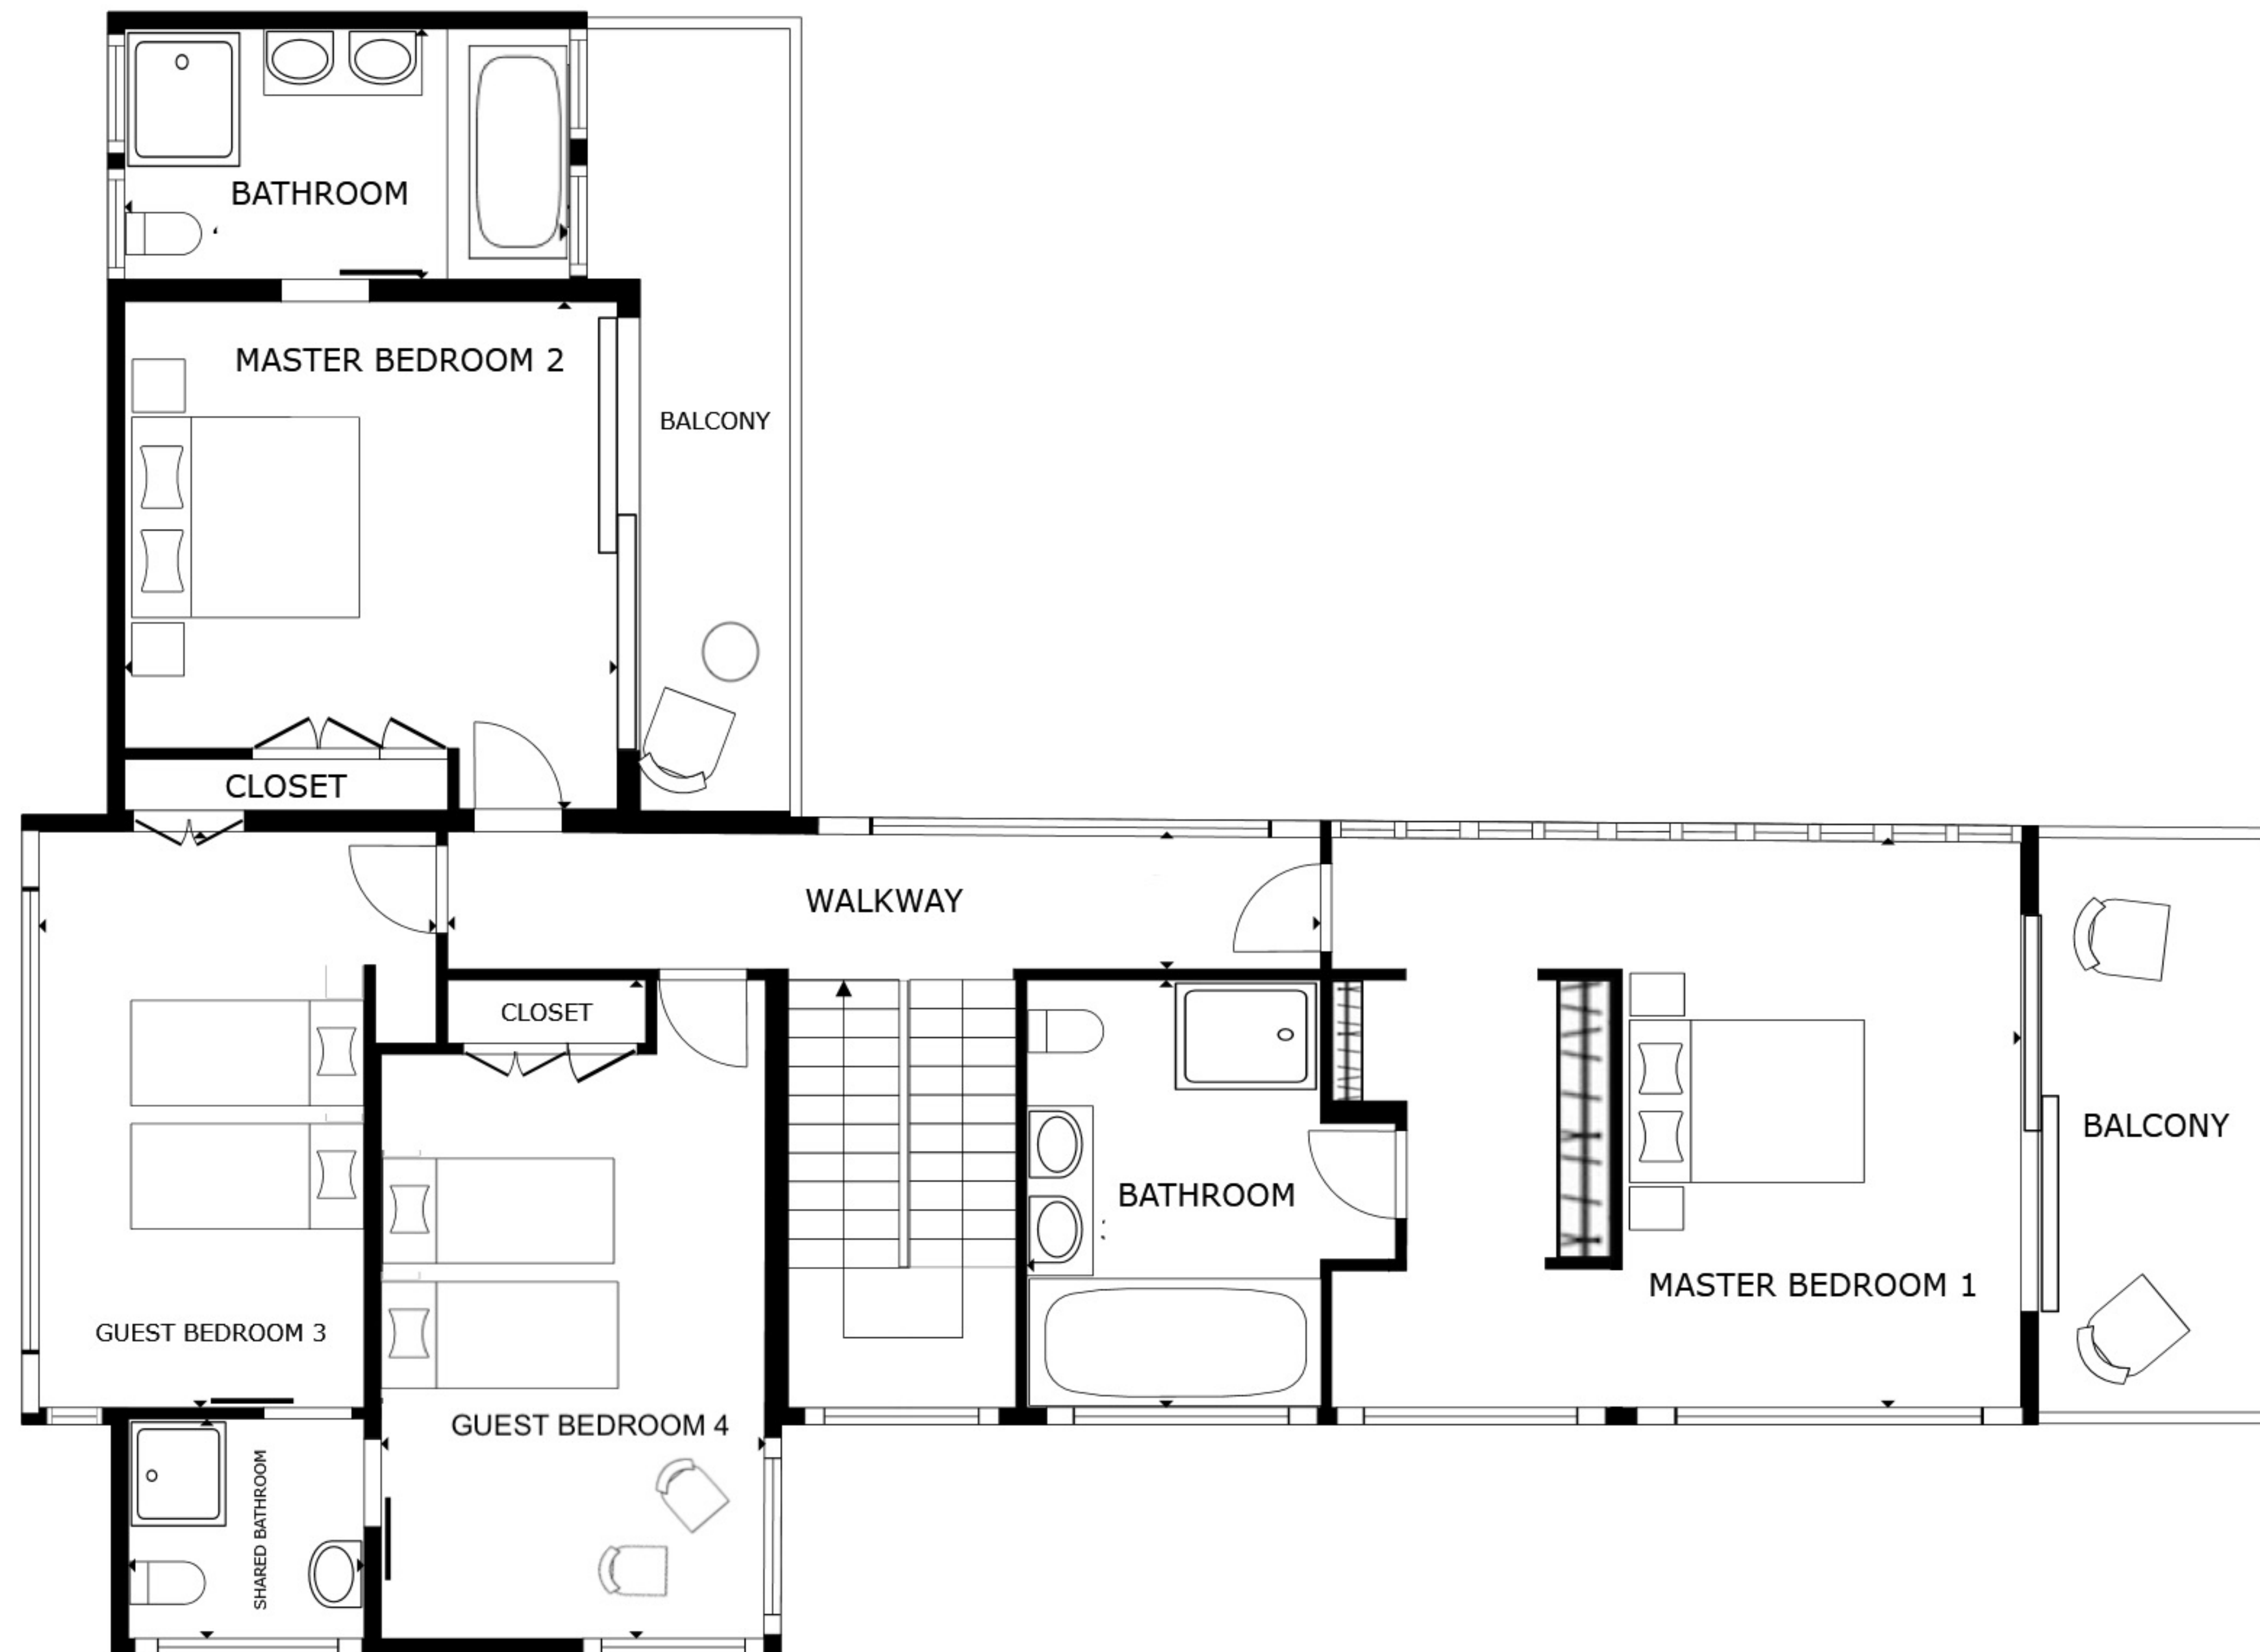 BATHROOM
MASTER BEDROOM 2
BALCONY
CLOSET
WALKWAY
CLOSET
BALCONY
BATHROOM
MASTER BEDROOM 1
GUEST BEDROOM 3
GUEST BEDROOM 4
SHARED BATHROOM